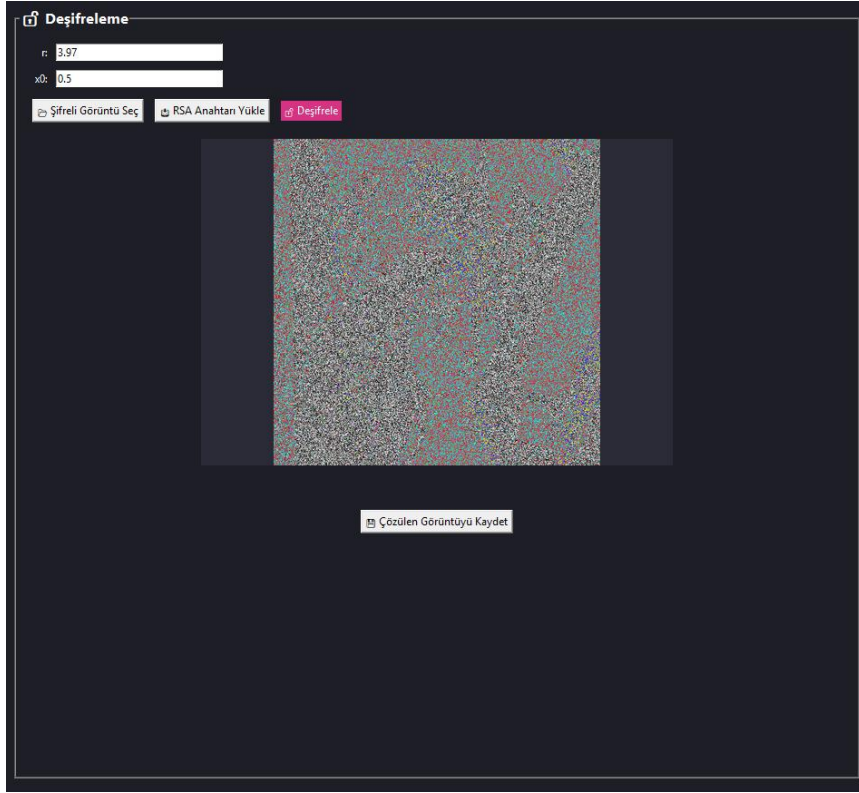 Deşifreleme
r: 3.97
x0: 0.5
Şifreli Görüntü Seç RSA Anahtarı Yükle Deşifrele
Çözülen Görüntüyü Kaydet